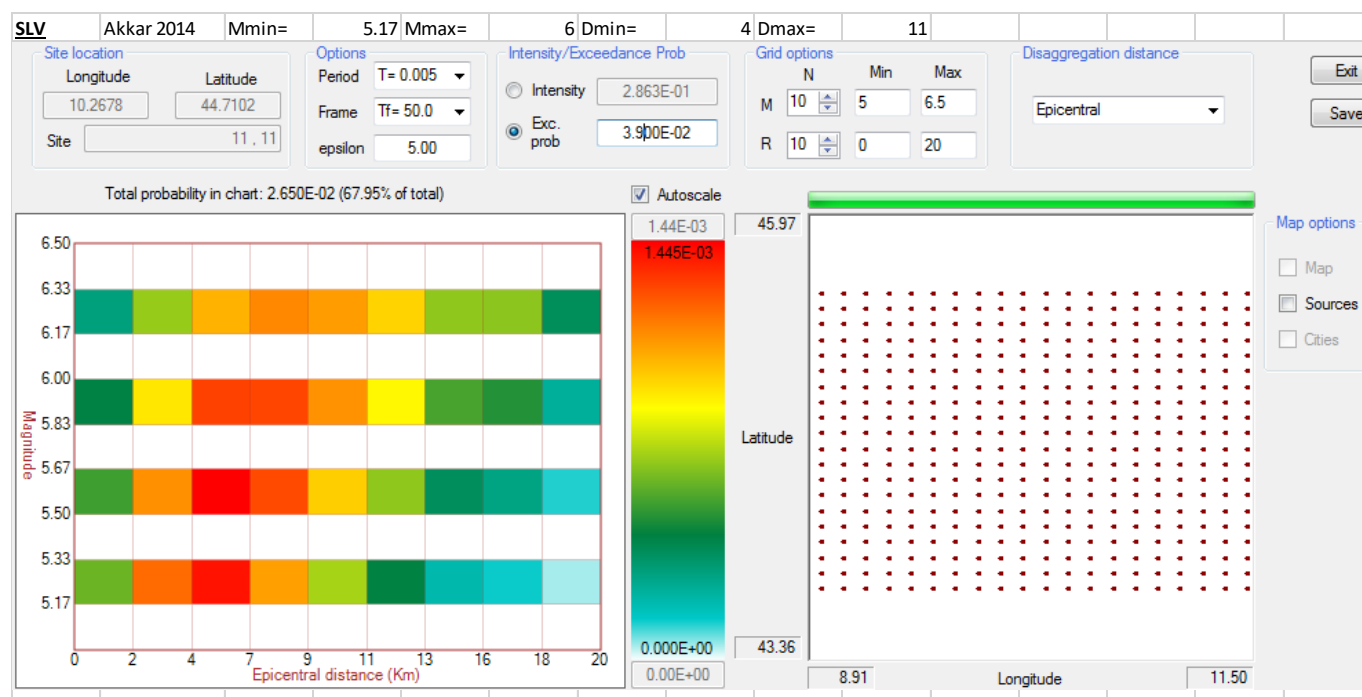 SLV Akkar 2014 Mmin= 5.17 Mmax= 6 Dmin= 4 Dmax= 11
Site location Options Intensity/Exceedance Prob Grid options Disaggregation distance
Longitude Latitude
10.2678 44.7102
Site 11 , 11
Period T= 0.005
Frame Tf= 50.0
epsilon 5.00
Intensity 2.863E-01
Exc. prob 3.900E-02
N Min Max
M 10 5 6.5
R 10 0 20
Epicentral
Exit
Save
Total probability in chart: 2.650E-02 (67.95% of total)
Autoscale
Magnitude
6.50
6.33
6.17
6.00
5.83
5.67
5.50
5.33
5.17
0 2 4 7 9 11 13 16 18 20
Epicentral distance (Km)
1.44E-03
1.445E-03
0.000E+00
0.00E+00
45.97
Latitude
43.36
8.91 Longitude 11.50
Map options
Map
Sources
Cities